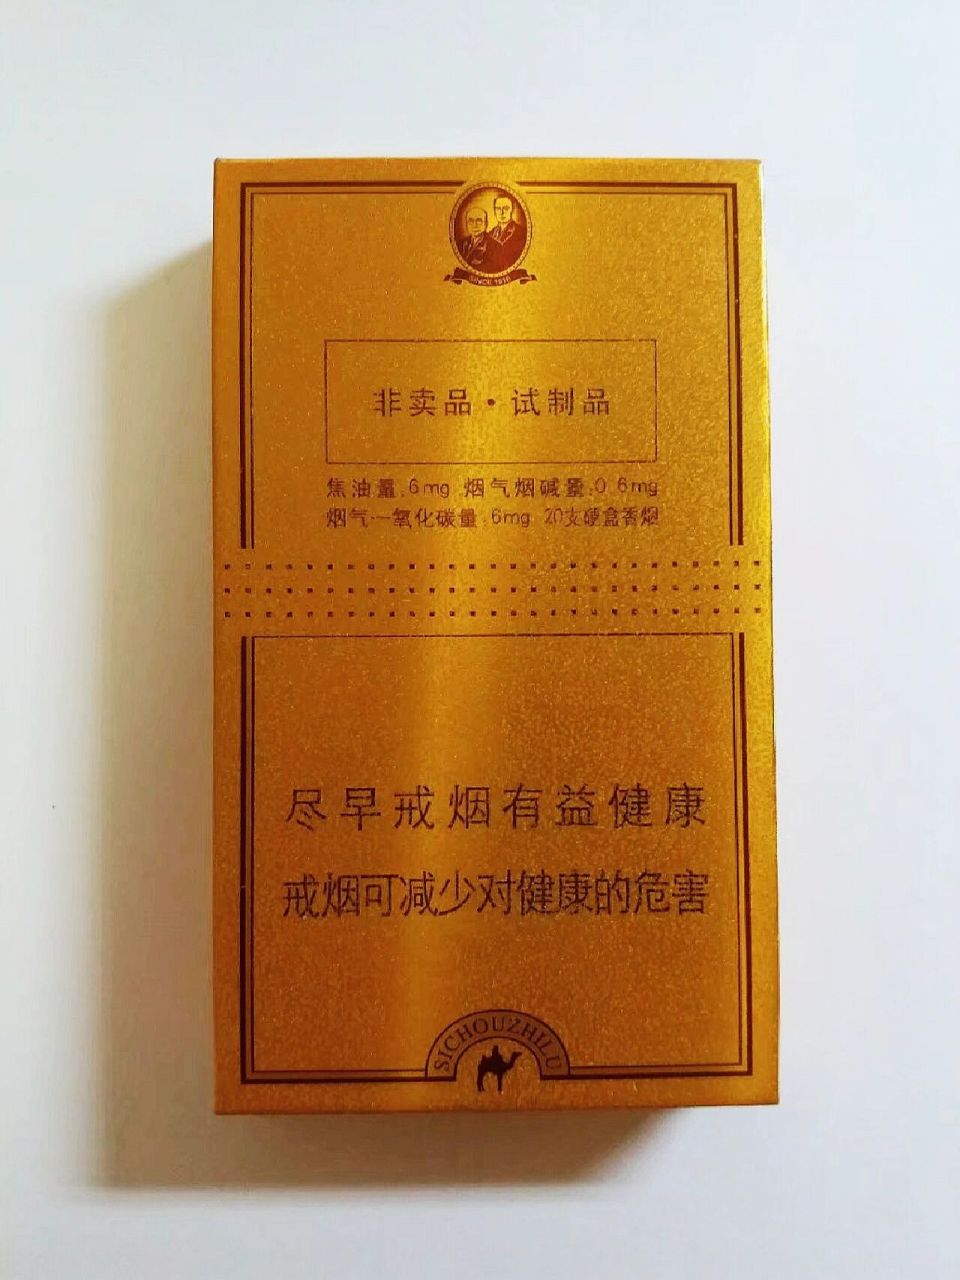 SINCE 1918
非卖品·试制品
焦油量:6mg 烟气烟碱量:0.6mg
烟气一氧化碳量:6mg 20支硬盒香烟
尽早戒烟有益健康
戒烟可减少对健康的危害
SICHOUZHILU